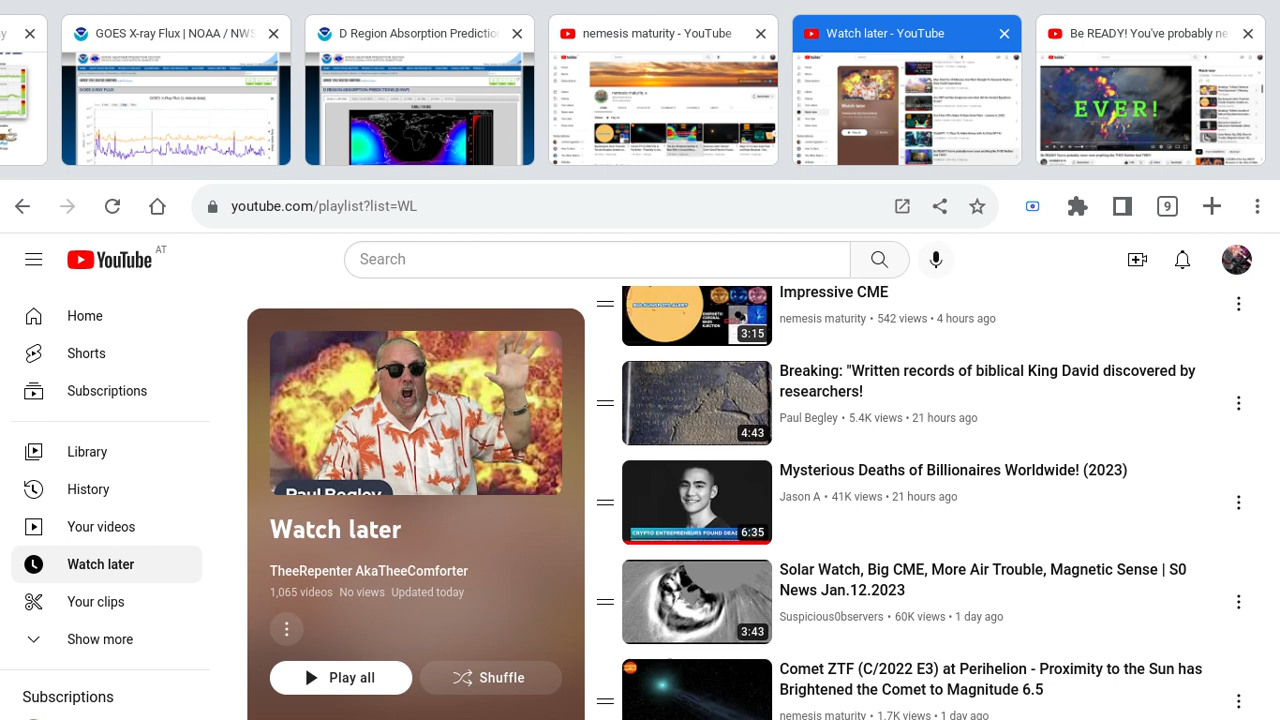 GOES X-ray Flux | NOAA / NWS
D Region Absorption Predictio
nemesis maturity - YouTube
Watch later - YouTube
Be READY! You've probably ne
EVER!
youtube.com/playlist?list=WL
9
YouTube
AT
Search
Home
Shorts
Subscriptions
Library
History
Your videos
Watch later
Your clips
Show more
Subscriptions
Paul Begley
Watch later
TheeRepenter AkaTheeComforter
1,065 videos No views Updated today
Play all
Shuffle
3:15
Impressive CME
nemesis maturity • 542 views • 4 hours ago
4:43
Breaking: "Written records of biblical King David discovered by
researchers!
Paul Begley • 5.4K views • 21 hours ago
CRYPTO ENTREPRENEURS FOUND DEAD
6:35
Mysterious Deaths of Billionaires Worldwide! (2023)
Jason A • 41K views • 21 hours ago
3:43
Solar Watch, Big CME, More Air Trouble, Magnetic Sense | S0
News Jan.12.2023
Suspicious0bservers • 60K views • 1 day ago
Comet ZTF (C/2022 E3) at Perihelion - Proximity to the Sun has
Brightened the Comet to Magnitude 6.5
nemesis maturity • 1.7K views • 1 day ago